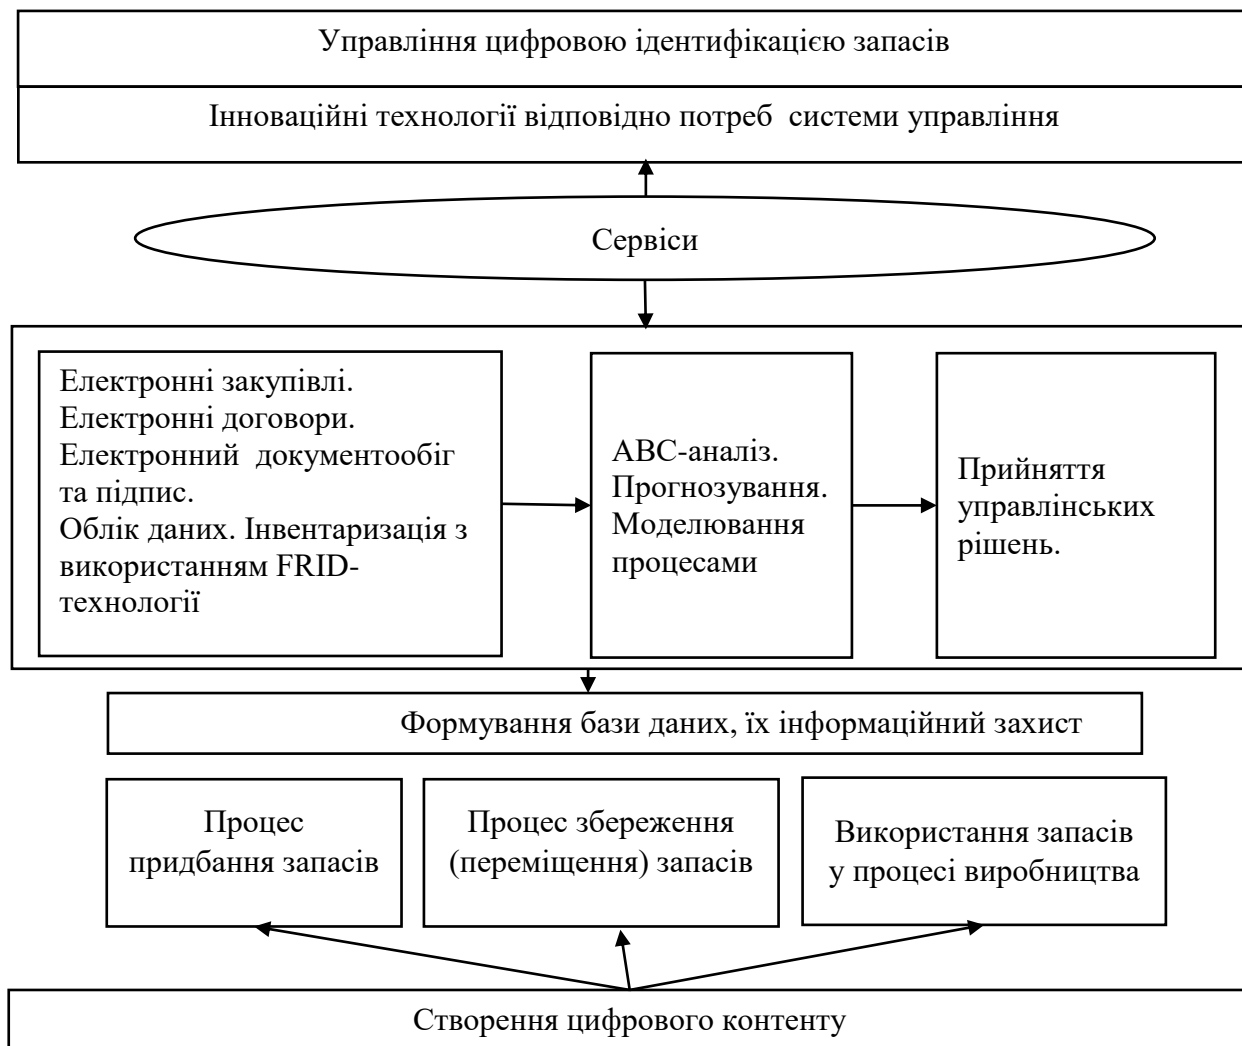 Управління цифровою ідентифікацією запасів
Інноваційні технології відповідно потреб системи управління
Сервіси
Електронні закупівлі.
Електронні договори.
Електронний документообіг
та підпис.
Облік даних. Інвентаризація з
використанням FRID-
технології
АВС-аналіз.
Прогнозування.
Моделювання
процесами
Прийняття
управлінських
рішень.
Формування бази даних, їх інформаційний захист
Процес
придбання запасів
Процес збереження
(переміщення) запасів
Використання запасів
у процесі виробництва
Створення цифрового контенту